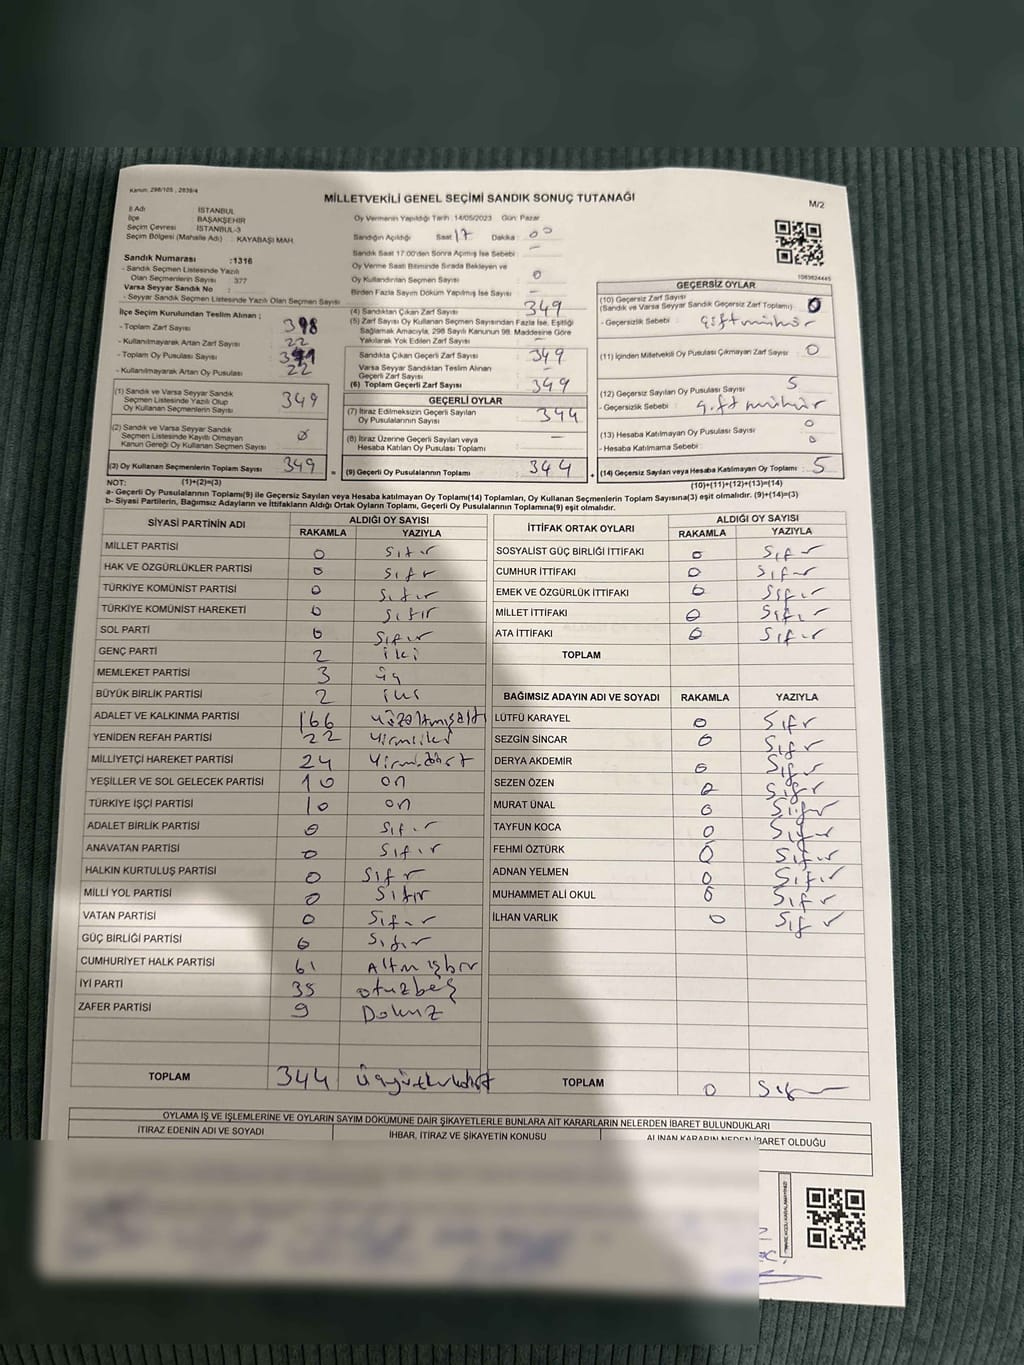 Kanun: 298/105 , 2839/4
MİLLETVEKİLİ GENEL SEÇİMİ SANDIK SONUÇ TUTANAĞI
M/2
İl Adı : İSTANBUL
İlçe : BAŞAKŞEHİR
Seçim Çevresi : İSTANBUL-3
Seçim Bölgesi (Mahalle Adı) : KAYABAŞI MAH.
Sandık Numarası :1316
- Sandık Seçmen Listesinde Yazılı
Olan Seçmenlerin Sayısı : 377
Varsa Seyyar Sandık No :
- Seyyar Sandık Seçmen Listesinde Yazılı Olan Seçmen Sayısı :
İlçe Seçim Kurulundan Teslim Alınan ;
- Toplam Zarf Sayısı : 398
- Kullanılmayarak Artan Zarf Sayısı : 22
- Toplam Oy Pusulası Sayısı :
- Kullanılmayarak Artan Oy Pusulası : 22
(1) Sandık ve Varsa Seyyar Sandık
Seçmen Listesinde Yazılı Olup
Oy Kullanan Seçmenlerin Sayısı : 349
(2) Sandık ve Varsa Seyyar Sandık
Seçmen Listesinde Kayıtlı Olmayan
Kanun Gereği Oy Kullanan Seçmen Sayısı : 0
(3) Oy Kullanan Seçmenlerin Toplam Sayısı : 349
(1)+(2)=(3)
Oy Vermenin Yapıldığı Tarih :14/05/2023 Gün: Pazar
Sandığın Açıldığı Saat : 17 Dakika : 00
Sandık Saat 17:00'den Sonra Açılmış İse Sebebi : —
Oy Verme Saati Bitiminde Sırada Bekleyen ve
Oy Kullandırılan Seçmen Sayısı : 0
Birden Fazla Sayım Döküm Yapılmış İse Sayısı : —
(4) Sandıktan Çıkan Zarf Sayısı : 349
(5) Zarf Sayısı Oy Kullanan Seçmen Sayısından Fazla İse, Eşitliği
Sağlamak Amacıyla, 298 Sayılı Kanunun 98. Maddesine Göre
Yakılarak Yok Edilen Zarf Sayısı : —
Sandıkta Çıkan Geçerli Zarf Sayısı : 349
Varsa Seyyar Sandıktan Teslim Alınan
Geçerli Zarf Sayısı : —
(6) Toplam Geçerli Zarf Sayısı : 349
GEÇERLİ OYLAR
(7) İtiraz Edilmeksizin Geçerli Sayılan
Oy Pusulalarının Sayısı : 344
(8) İtiraz Üzerine Geçerli Sayılan veya
Hesaba Katılan Oy Pusulası Toplamı : —
= (9) Geçerli Oy Pusulalarının Toplamı : 344
1083624445
GEÇERSİZ OYLAR
(10) Geçersiz Zarf Sayısı
(Sandık ve Varsa Seyyar Sandık Geçersiz Zarf Toplamı) : 0
- Geçersizlik Sebebi : Çift mühür
(11) İçinden Milletvekili Oy Pusulası Çıkmayan Zarf Sayısı : 0
(12) Geçersiz Sayılan Oy Pusulası Sayısı : 5
- Geçersizlik Sebebi : Çift mühür
(13) Hesaba Katılmayan Oy Pusulası Sayısı : 0
- Hesaba Katılmama Sebebi : 0
+ (14) Geçersiz Sayılan veya Hesaba Katılmayan Oy Toplamı : 5
(10)+(11)+(12)+(13)=(14)
NOT:
a- Geçerli Oy Pusulalarının Toplamı(9) ile Geçersiz Sayılan veya Hesaba katılmayan Oy Toplamı(14) Toplamları, Oy Kullanan Seçmenlerin Toplam Sayısına(3) eşit olmalıdır. (9)+(14)=(3)
b- Siyasi Partilerin, Bağımsız Adayların ve İttifakların Aldığı Ortak Oyların Toplamı, Geçerli Oy Pusulalarının Toplamına(9) eşit olmalıdır.
SİYASİ PARTİNİN ADI ALDIĞI OY SAYISI
RAKAMLA YAZIYLA
MİLLET PARTİSİ 0 Sıfır
HAK VE ÖZGÜRLÜKLER PARTİSİ 0 Sıfır
TÜRKİYE KOMÜNİST PARTİSİ 0 Sıfır
TÜRKİYE KOMÜNİST HAREKETİ 0 Sıfır
SOL PARTİ 0 Sıfır
GENÇ PARTİ 2 iki
MEMLEKET PARTİSİ 3 üç
BÜYÜK BİRLİK PARTİSİ 2 iki
ADALET VE KALKINMA PARTİSİ 166 yüzaltmışaltı
YENİDEN REFAH PARTİSİ 22 Yirmiiki
MİLLİYETÇİ HAREKET PARTİSİ 24 Yirmidört
YEŞİLLER VE SOL GELECEK PARTİSİ 10 on
TÜRKİYE İŞÇİ PARTİSİ 10 on
ADALET BİRLİK PARTİSİ 0 Sıfır
ANAVATAN PARTİSİ 0 Sıfır
HALKIN KURTULUŞ PARTİSİ 0 Sıfır
MİLLİ YOL PARTİSİ 0 Sıfır
VATAN PARTİSİ 0 Sıfır
GÜÇ BİRLİĞİ PARTİSİ 0 Sıfır
CUMHURİYET HALK PARTİSİ 61 Altmışbir
İYİ PARTİ 35 otuzbeş
ZAFER PARTİSİ 9 Dokuz
TOPLAM 344 Üçyüzkırkdört
İTTİFAK ORTAK OYLARI ALDIĞI OY SAYISI
RAKAMLA YAZIYLA
SOSYALİST GÜÇ BİRLİĞİ İTTİFAKI 0 Sıfır
CUMHUR İTTİFAKI 0 Sıfır
EMEK VE ÖZGÜRLÜK İTTİFAKI 0 Sıfır
MİLLET İTTİFAKI 0 Sıfır
ATA İTTİFAKI 0 Sıfır
TOPLAM
BAĞIMSIZ ADAYIN ADI VE SOYADI RAKAMLA YAZIYLA
LÜTFÜ KARAYEL 0 Sıfır
SEZGİN SİNCAR 0 Sıfır
DERYA AKDEMİR 0 Sıfır
SEZEN ÖZEN 0 Sıfır
MURAT ÜNAL 0 Sıfır
TAYFUN KOCA 0 Sıfır
FEHMİ ÖZTÜRK 0 Sıfır
ADNAN YELMEN 0 Sıfır
MUHAMMET ALİ OKUL 0 Sıfır
İLHAN VARLIK 0 Sıfır
TOPLAM 0 Sıfır
OYLAMA İŞ VE İŞLEMLERİNE VE OYLARIN SAYIM DÖKÜMÜNE DAİR ŞİKAYETLERLE BUNLARA AİT KARARLARIN NELERDEN İBARET BULUNDUKLARI
İTİRAZ EDENİN ADI VE SOYADI İHBAR, İTİRAZ VE ŞİKAYETİN KONUSU ALINAN KARARIN NEDEN İBARET OLDUĞU